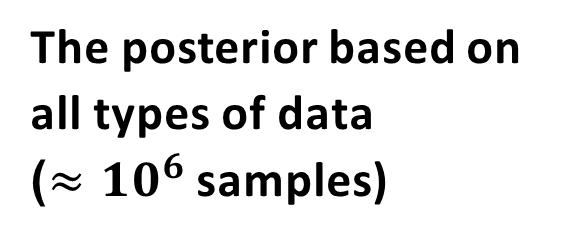 The posterior based on
all types of data
(≈ 10⁶ samples)